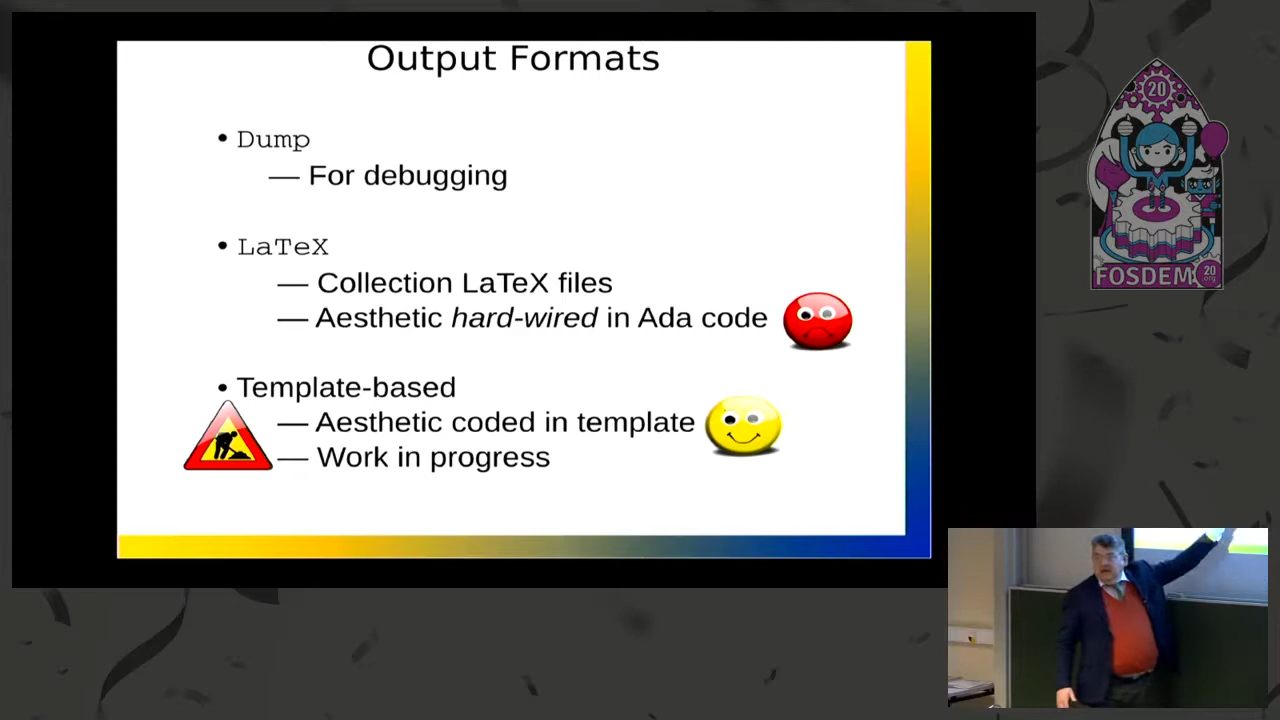 Output Formats
• Dump
— For debugging
• LaTeX
— Collection LaTeX files
— Aesthetic hard-wired in Ada code
• Template-based
— Aesthetic coded in template
— Work in progress
20
FOSDEM 20
.org